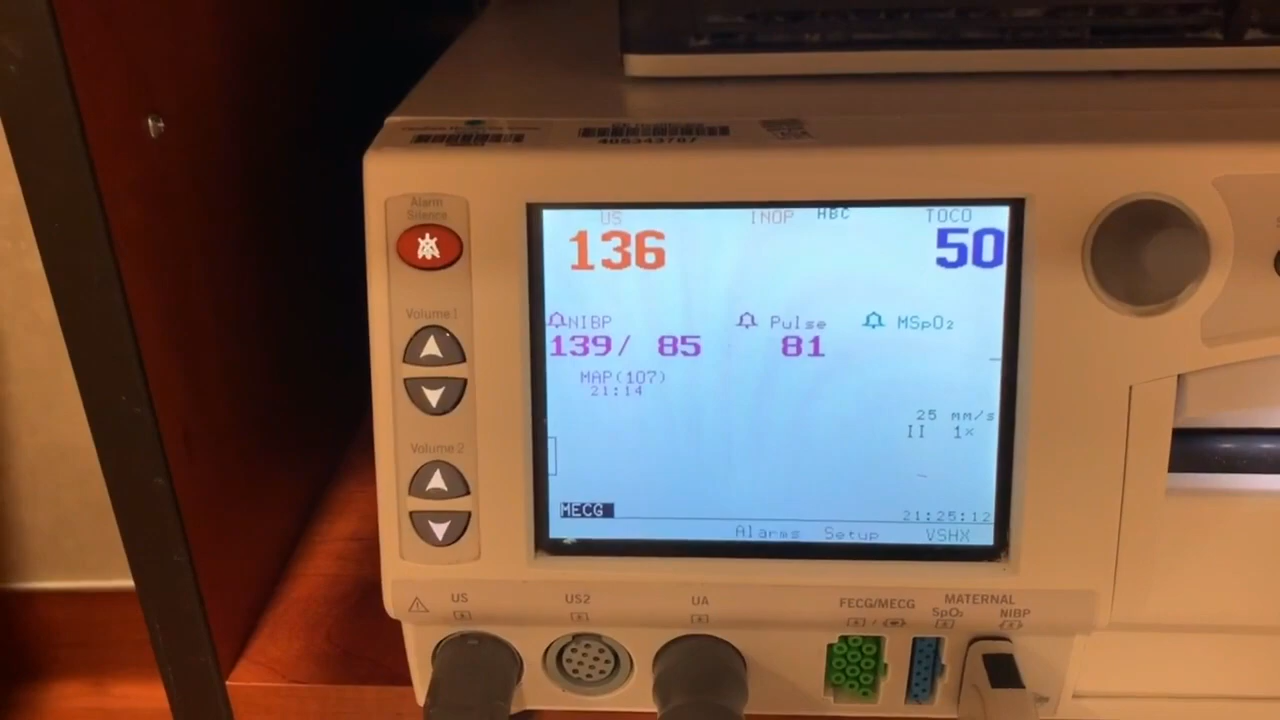 405343707
Alarm
Silence
US INOP HBC TOCO
136 50
Volume 1
NIBP Pulse MSpO2
139/ 85 81
MAP(107)
21:14
25 mm/s
II 1x
Volume 2
MECG
21:25:12
Alarms Setup VSHX
US US2 UA FECG/MECG MATERNAL
SpO₂ NIBP